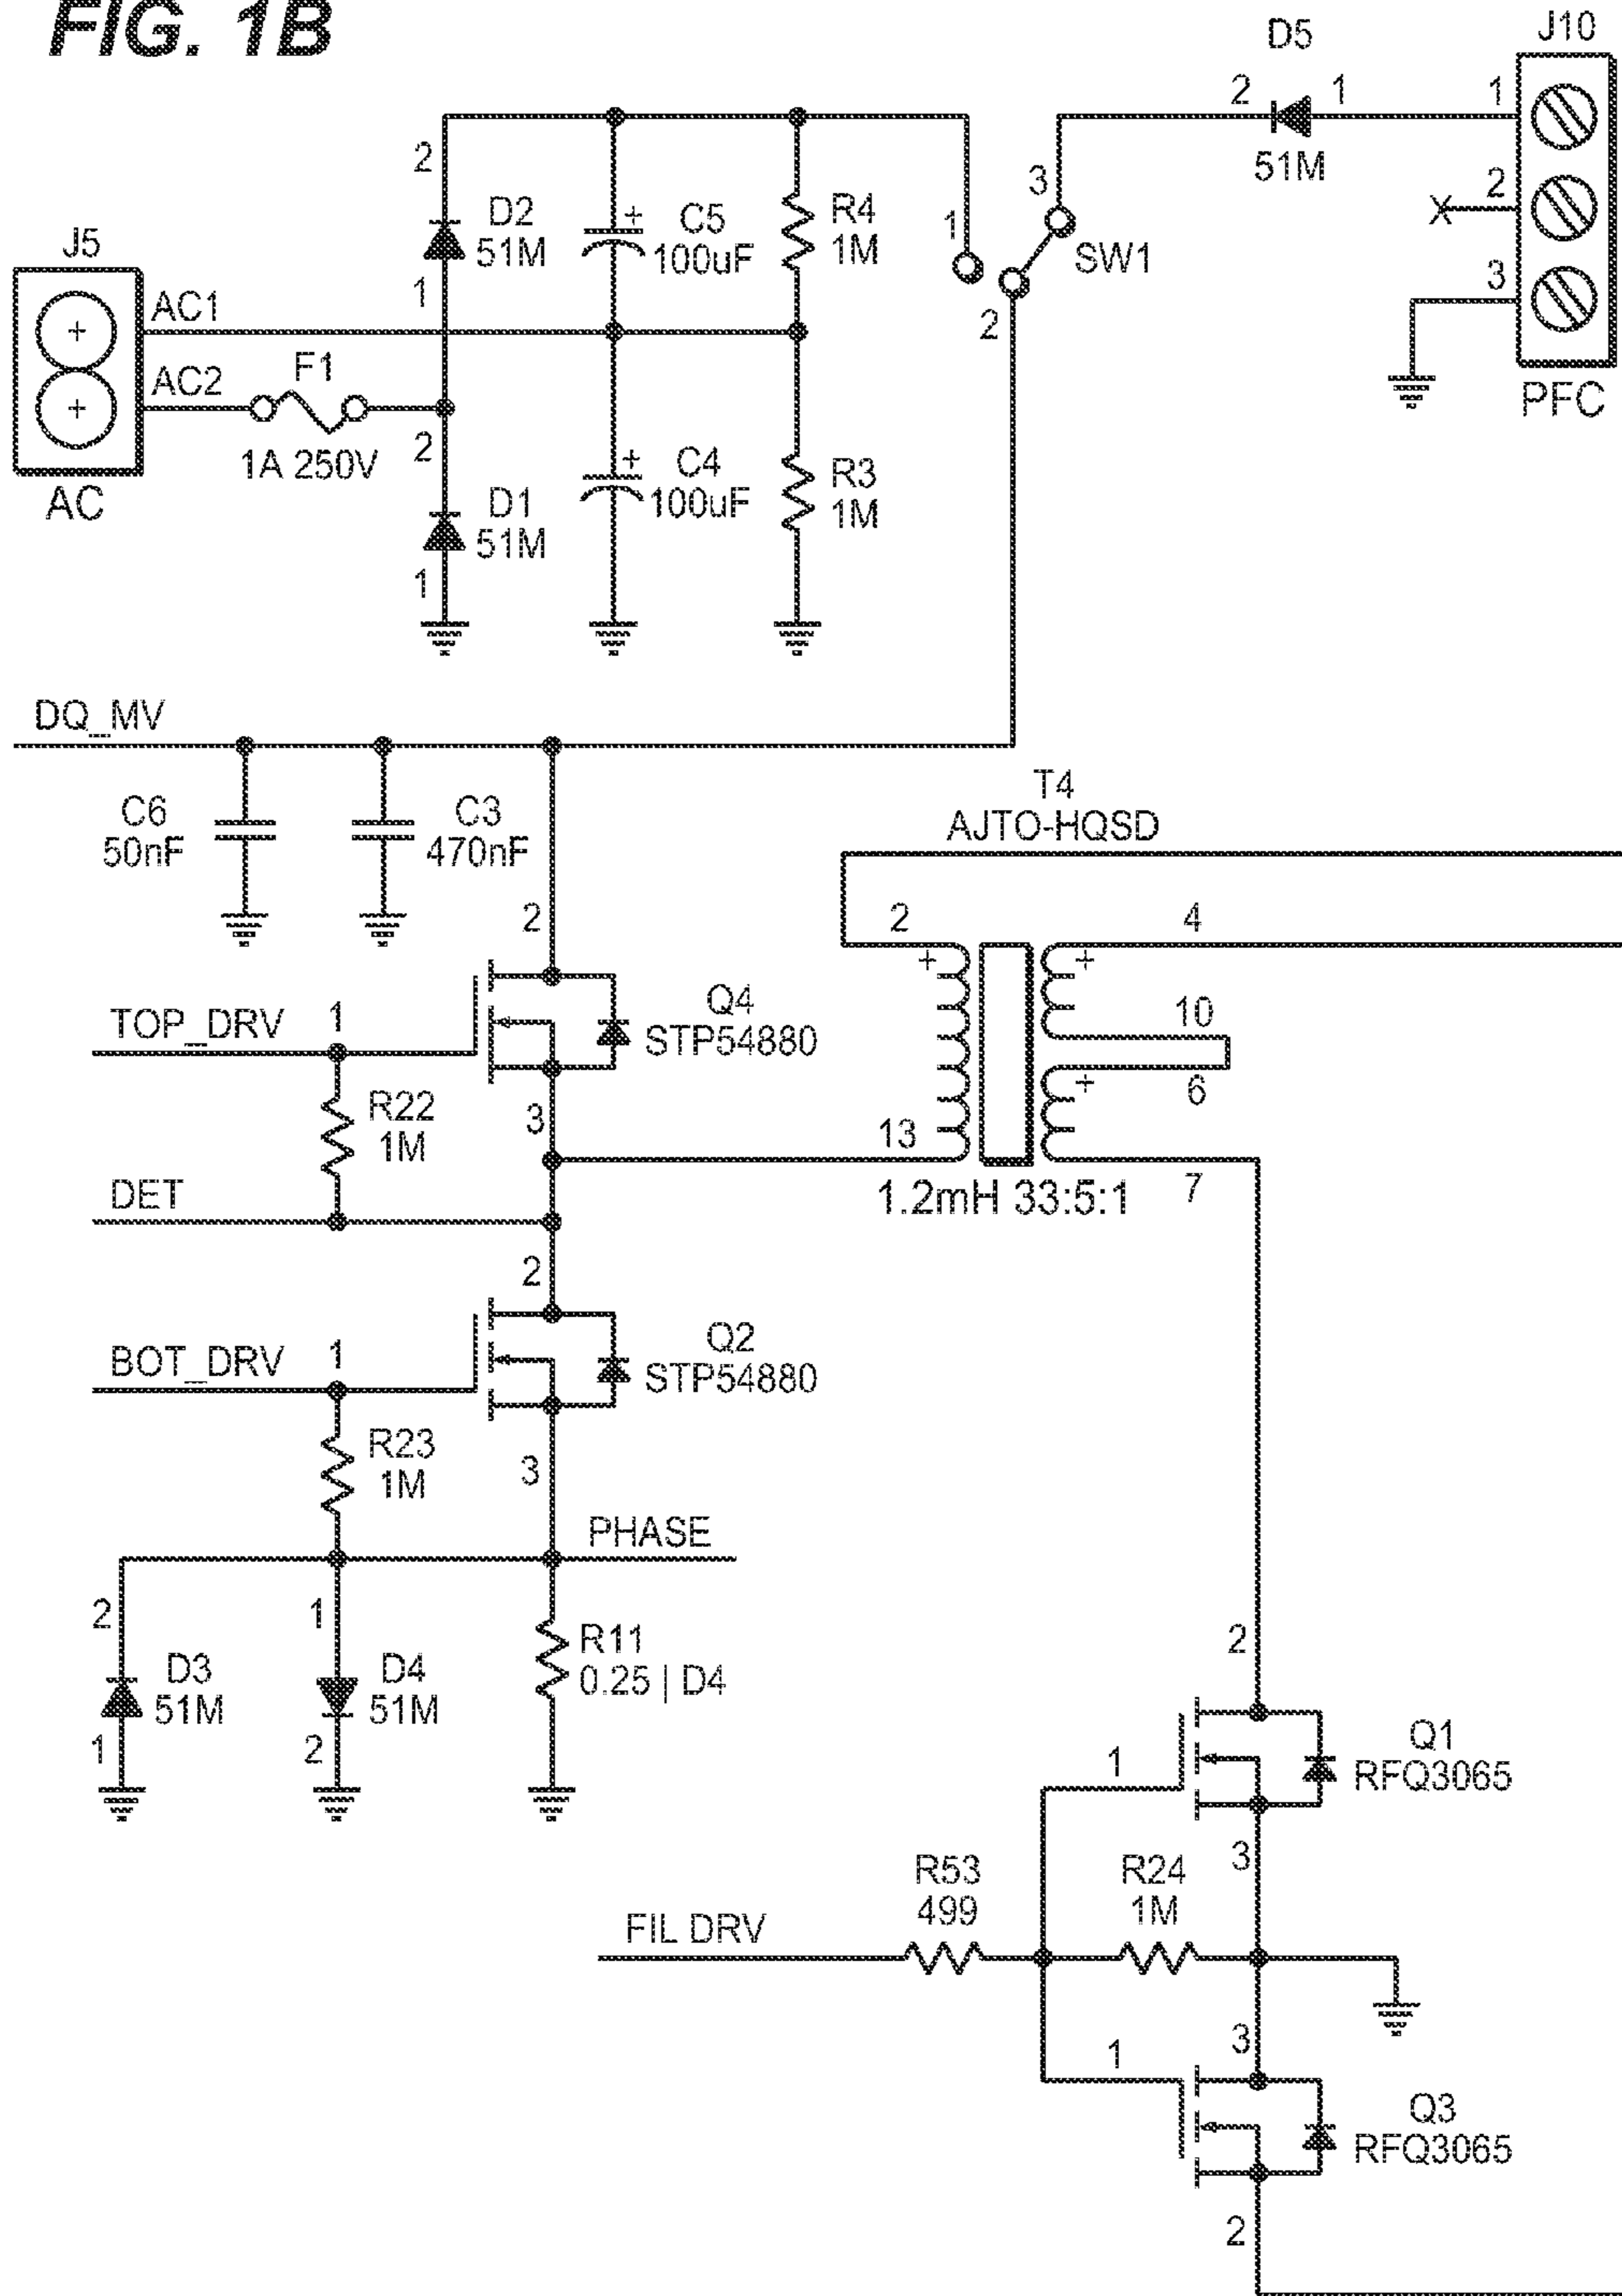 FIG. 1B
D5
J10
2
1
1
51M
2
3
PFC
2
D2
51M
1
C5
100uF
+
R4
1M
1
3
SW1
2
J5
+
+
AC
AC1
AC2
F1
1A 250V
2
D1
51M
1
+
C4
100uF
R3
1M
DQ_MV
C6
50nF
C3
470nF
T4
AJTO-HQSD
2
+
13
4
+
10
6
+
7
1.2mH 33:5:1
2
TOP_DRV
1
Q4
STP54880
R22
1M
3
DET
2
BOT_DRV
1
Q2
STP54880
R23
1M
3
PHASE
2
D3
51M
1
1
D4
51M
2
R11
0.25 | D4
2
1
Q1
RFQ3065
3
FIL DRV
R53
499
R24
1M
1
3
Q3
RFQ3065
2